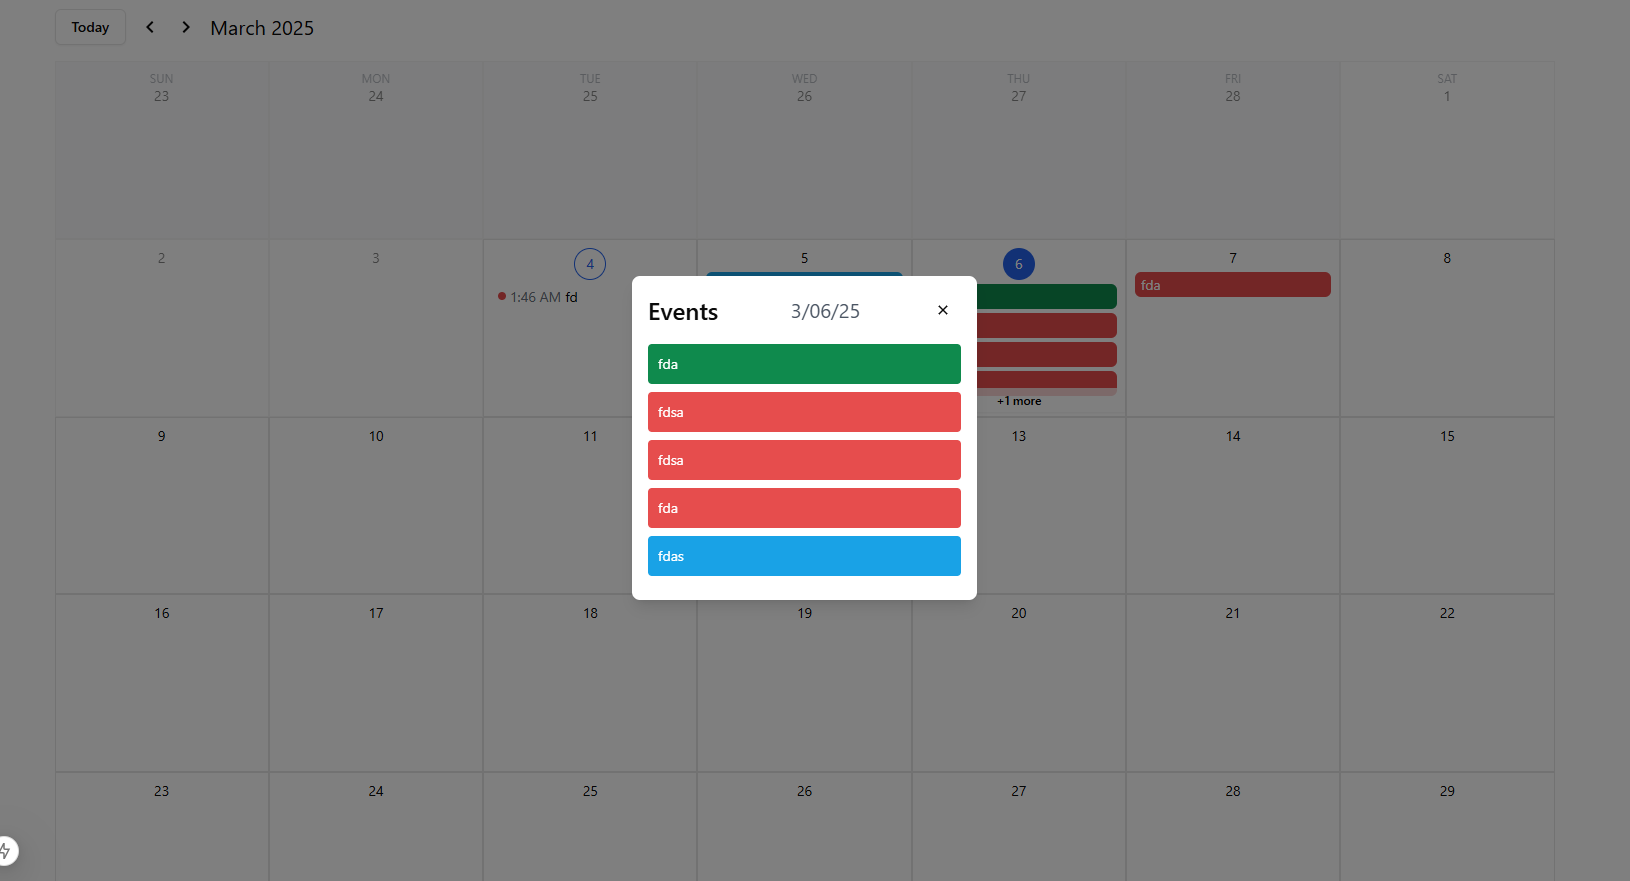 Today March 2025
SUN MON TUE WED THU FRI SAT
23 24 25 26 27 28 1
2 3 4 5 6 7 8
1:46 AM fd
fda
+1 more
Events 3/06/25
fda
fdsa
fdsa
fda
fdas
9 10 11 13 14 15
16 17 18 19 20 21 22
23 24 25 26 27 28 29